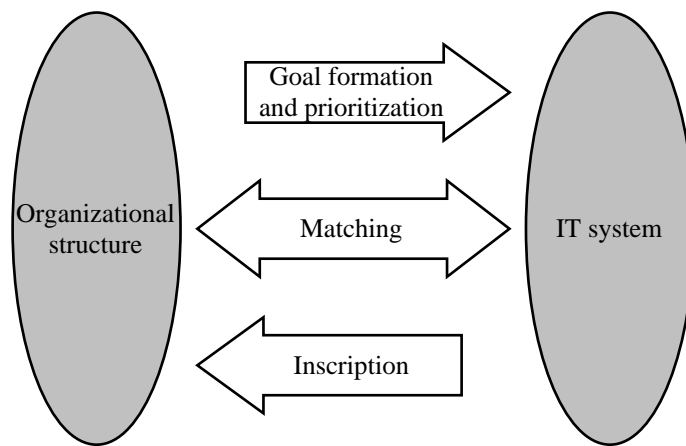 Goal formation
and prioritization
Organizational
structure
Matching
IT system
Inscription